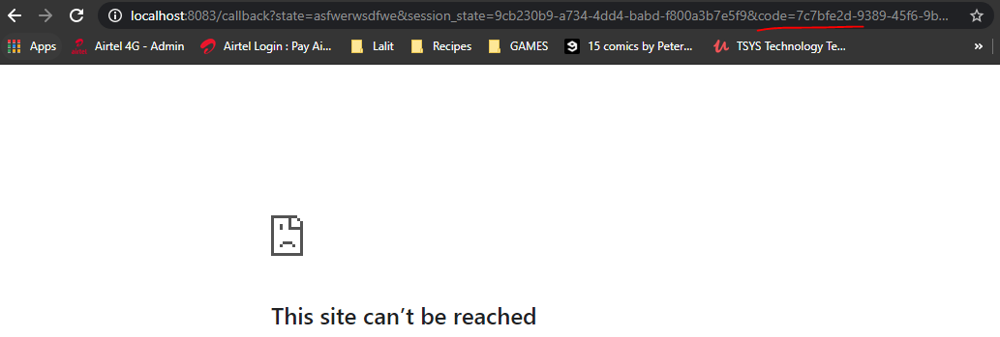 localhost:8083/callback?state=asfwerwsdfwe&session_state=9cb230b9-a734-4dd4-babd-f800a3b7e5f9&code=7c7bfe2d-9389-45f6-9b...
Apps Airtel 4G - Admin Airtel Login : Pay Ai... Lalit Recipes GAMES 15 comics by Peter... TSYS Technology Te... »
This site can’t be reached